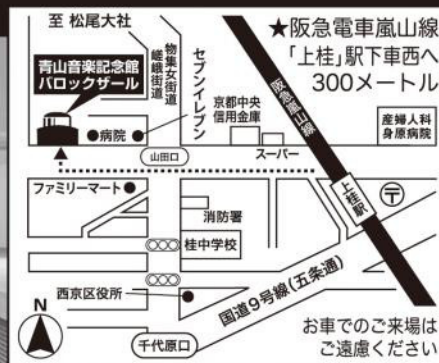 至 松尾大社
★阪急電車嵐山線
「上桂」駅下車西へ
300メートル
青山音楽記念館
バロックザール
物集女街道
嵯峨街道
セブンイレブン
京都中央
信用金庫
阪急嵐山線
産婦人科
身原病院
●病院
山田口
スーパー
ファミリーマート●
消防署
上桂駅
〒
桂中学校
西京区役所
国道9号線(五条通)
N
千代原口
お車でのご来場は
ご遠慮ください